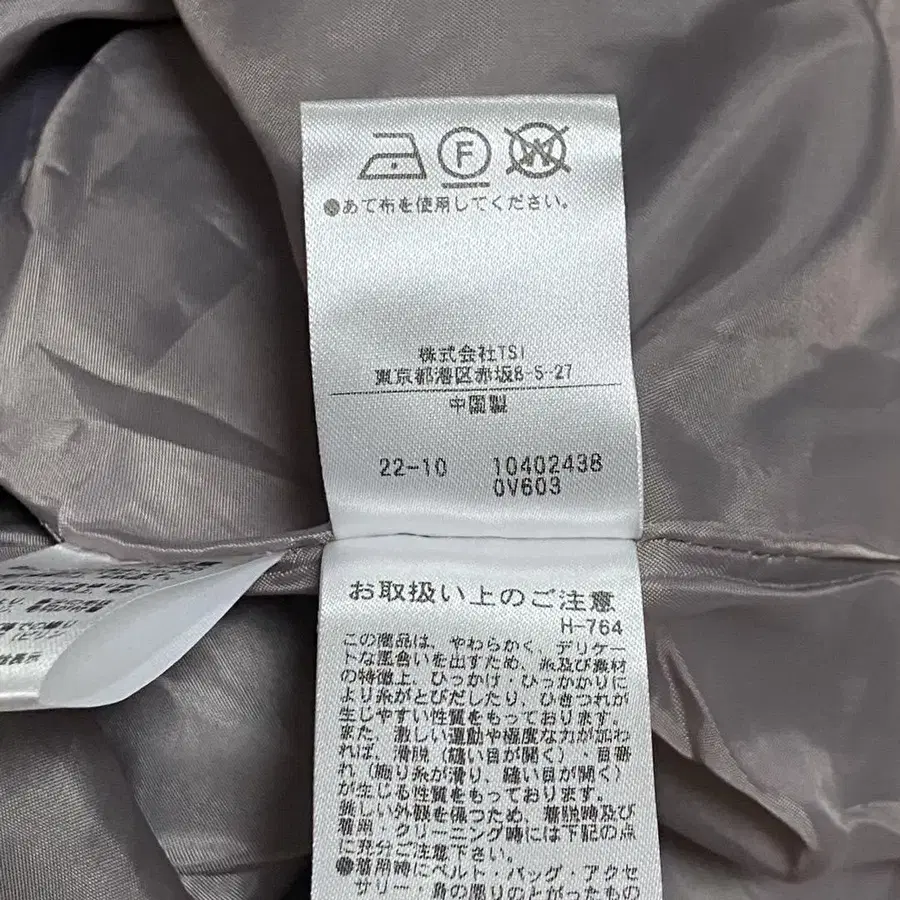 F
W
●あて布を使用してください。
株式会社TSI
東京都港区赤坂8-5-27
中国製
22-10 10402438
0V603
お取扱い上のご注意
H-764
この商品は、やわらかく、デリケー
トな風合いを出すため、糸及び素材
の特徴上、ひっかけ・ひっかかりに
より糸がとびだしたり、ひきつれが
生じやすい性質をもっております。
また、激しい運動や極度な力が加わ
れば、滑脱（縫い目が開く）・目寄
れ（織り糸が滑り、縫い目が開く）
が生じる性質をもっております。
美しい外観を保つため、着脱時及び
着用・クリーニング時には下記の点
に充分ご注意下さい。
●着用時にベルト・バッグ・アクセ
サリー・身の廻りのとがったもの